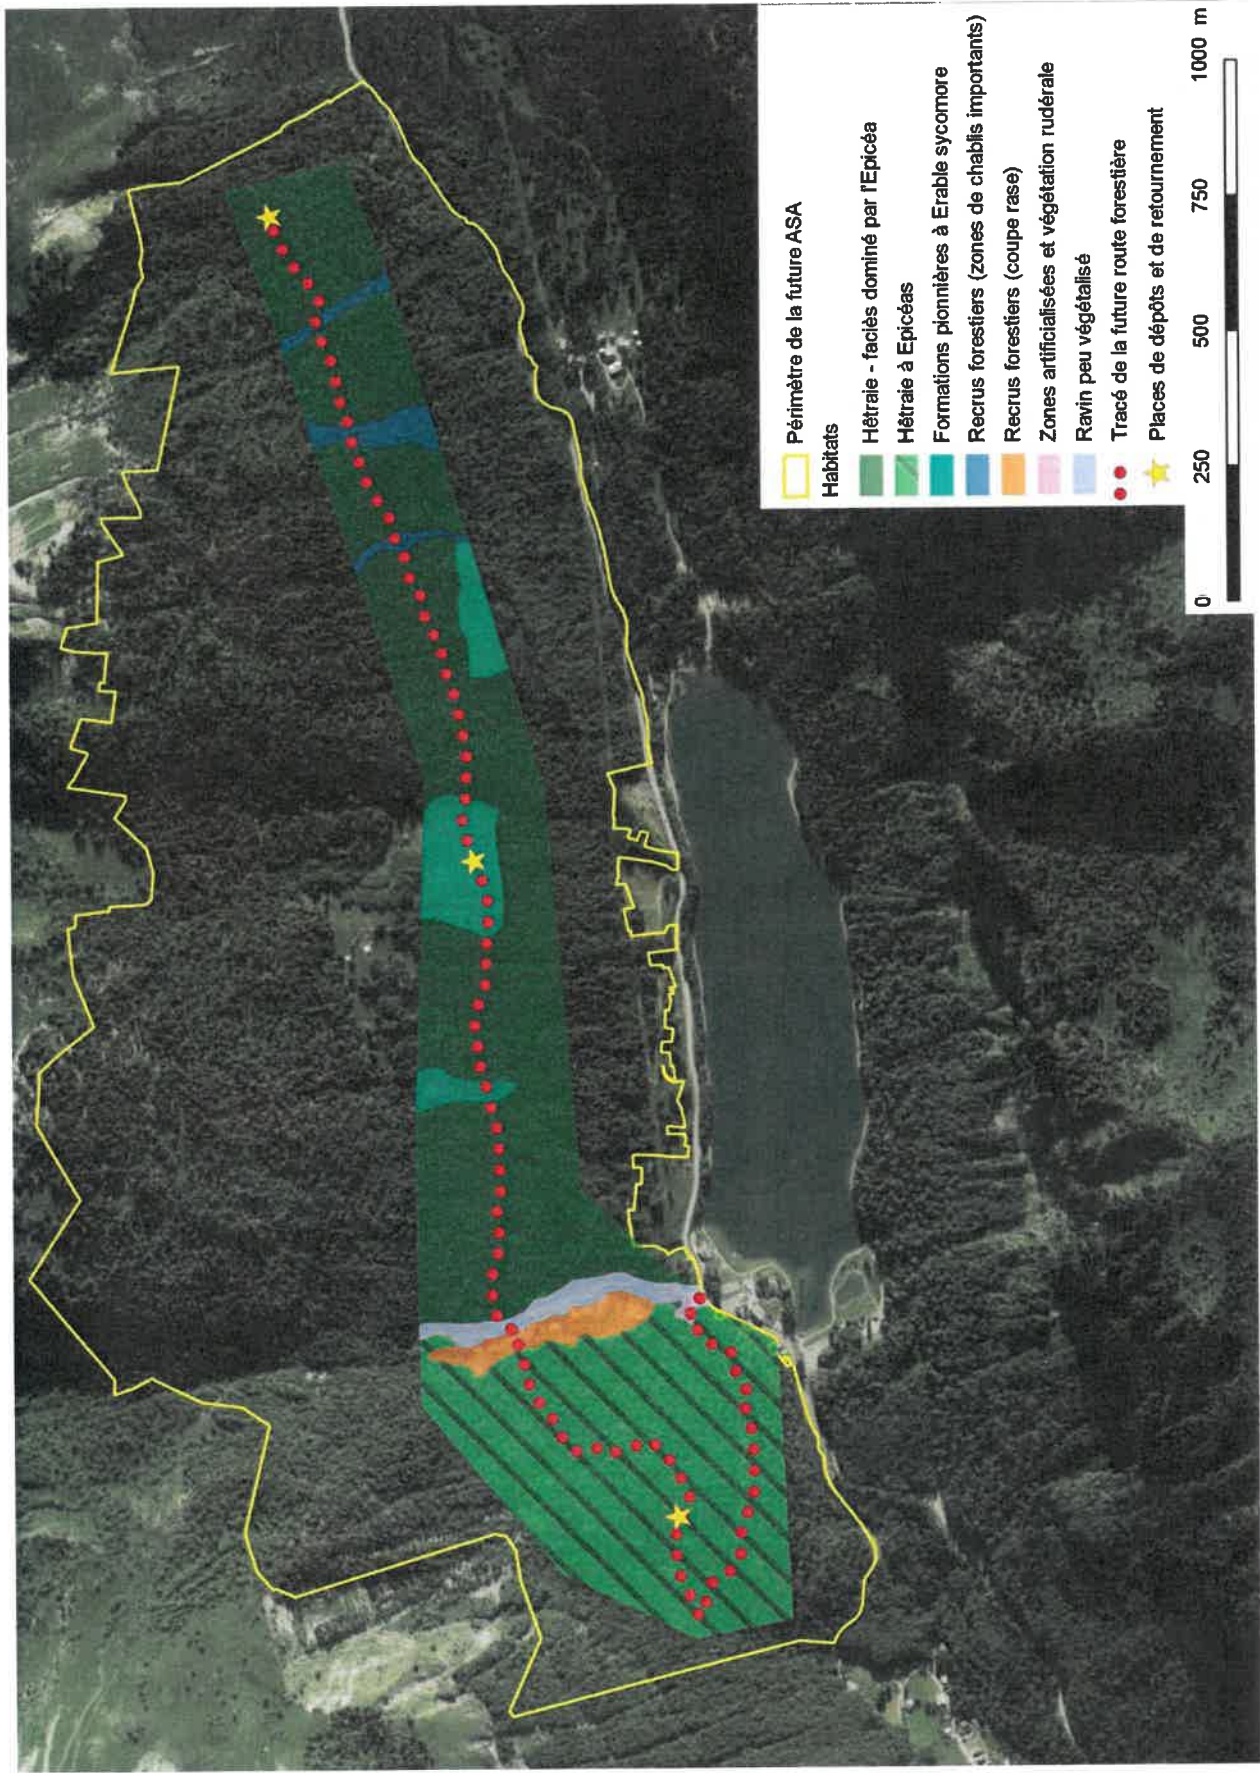 Périmètre de la future ASA
Habitats
Hêtraie - faciès dominé par l'Epicéa
Hêtraie à Epicéas
Formations pionnières à Erable sycomore
Recrus forestiers (zones de chablis importants)
Recrus forestiers (coupe rase)
Zones artificialisées et végétation rudérale
Ravin peu végétalisé
Tracé de la future route forestière
Places de dépôts et de retournement
0 250 500 750 1000 m